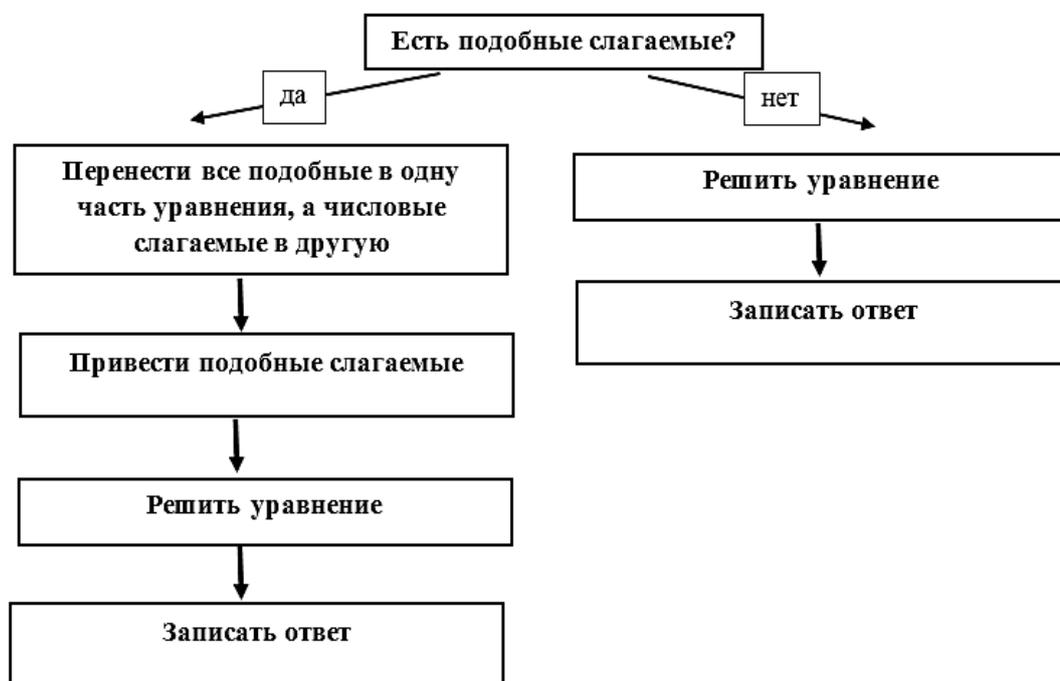 Есть подобные слагаемые?
да
нет
Перенести все подобные в одну
часть уравнения, а числовые
слагаемые в другую
Решить уравнение
Записать ответ
Привести подобные слагаемые
Решить уравнение
Записать ответ